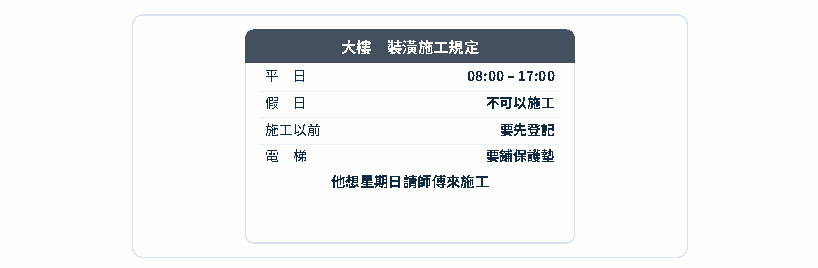 大樓　裝潢施工規定
平　日　08:00 – 17:00
假　日　不可以施工
施工以前　要先登記
電　梯　要鋪保護墊
他想星期日請師傅來施工